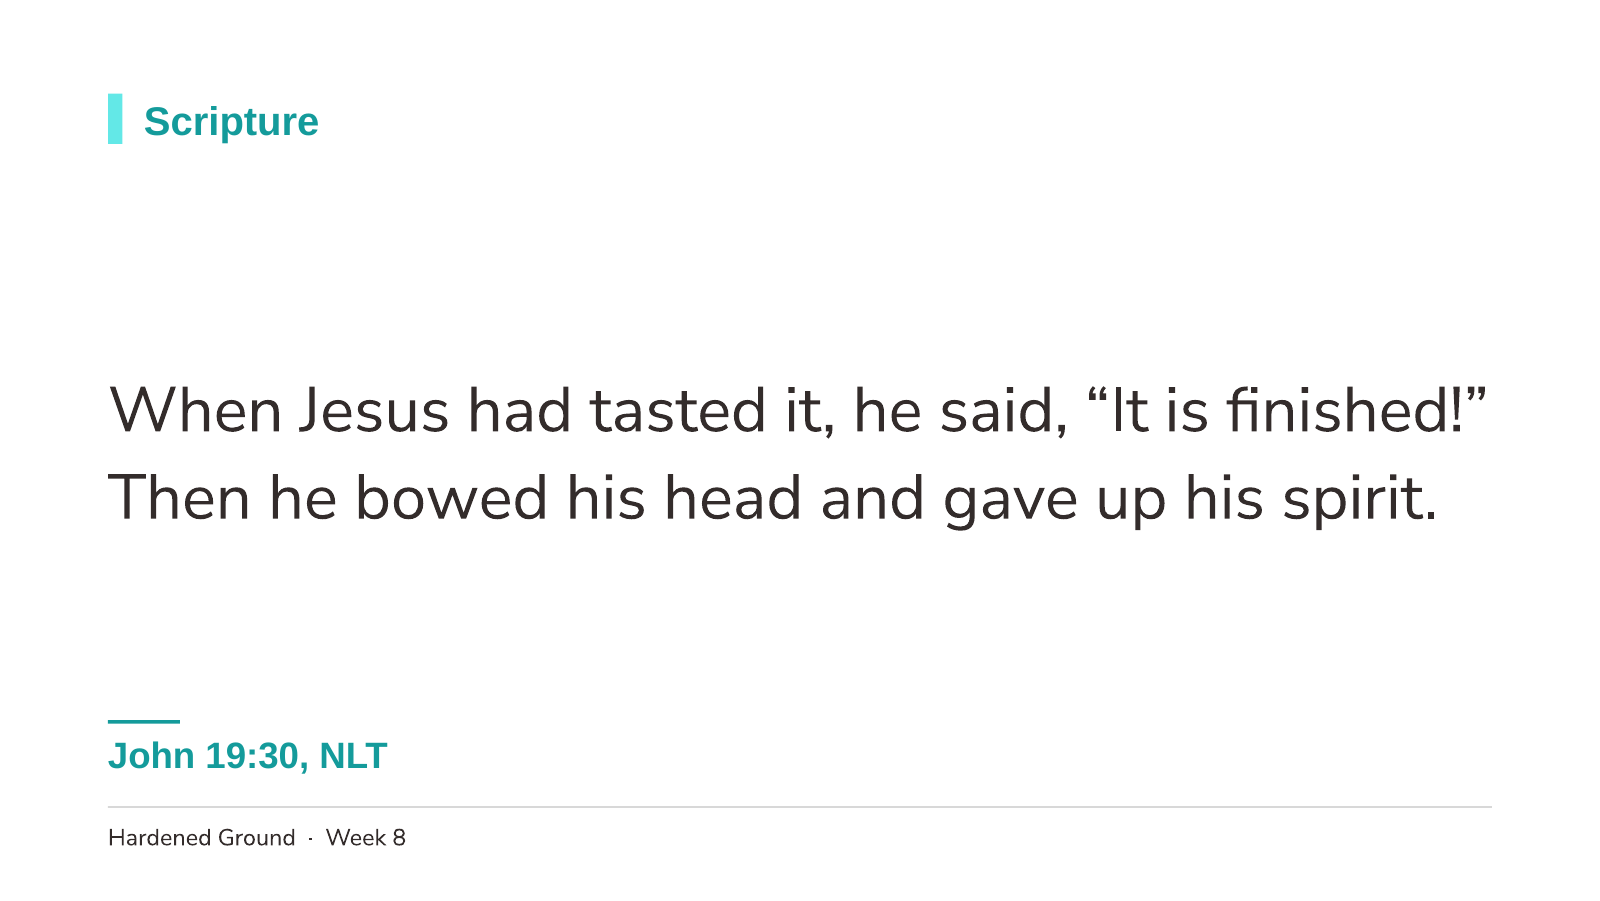 Scripture
When Jesus had tasted it, he said, “It is finished!”
Then he bowed his head and gave up his spirit.
John 19:30, NLT
Hardened Ground · Week 8